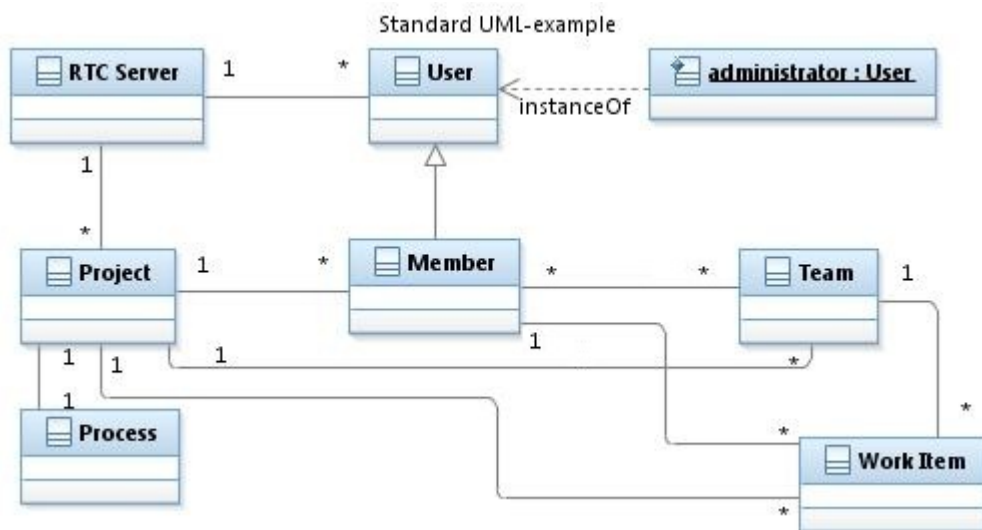 Standard UML-example
RTC Server
1
*
User
administrator : User
instanceOf
1
*
Project
1
*
Member
*
*
Team
1
1
1
1
1
*
1
Process
*
*
Work Item
*